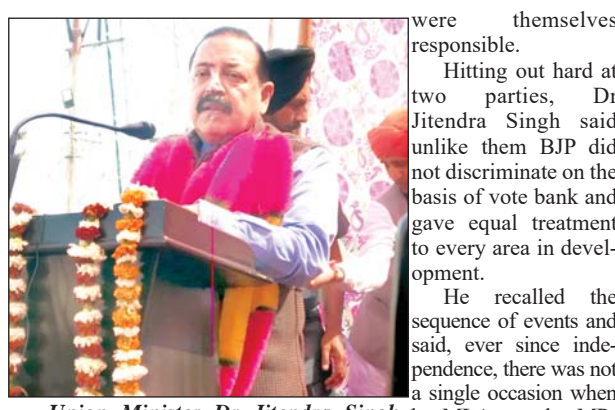 were themselves
responsible.
Hitting out hard at
two parties, Dr
Jitendra Singh said
unlike them BJP did
not discriminate on the
basis of vote bank and
gave equal treatment
to every area in devel-
opment.
He recalled the
sequence of events and
said, ever since inde-
pendence, there was not
a single occasion when
Union Minister Dr Jitendra Singh